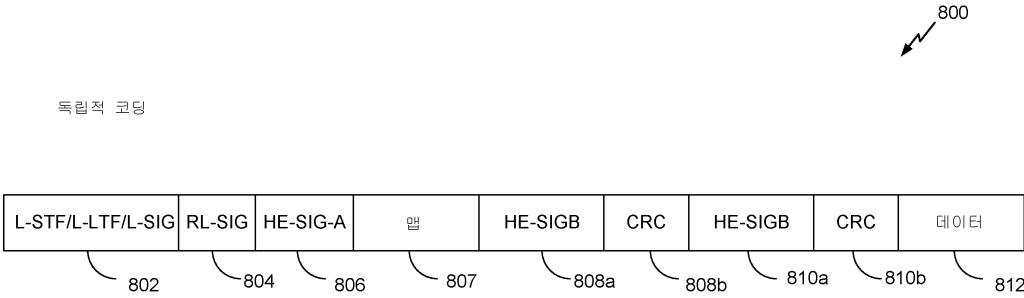 800
독립적 코딩
L-STF/L-LTF/L-SIG RL-SIG HE-SIG-A 맵 HE-SIGB CRC HE-SIGB CRC 데이터
802 804 806 807 808a 808b 810a 810b 812